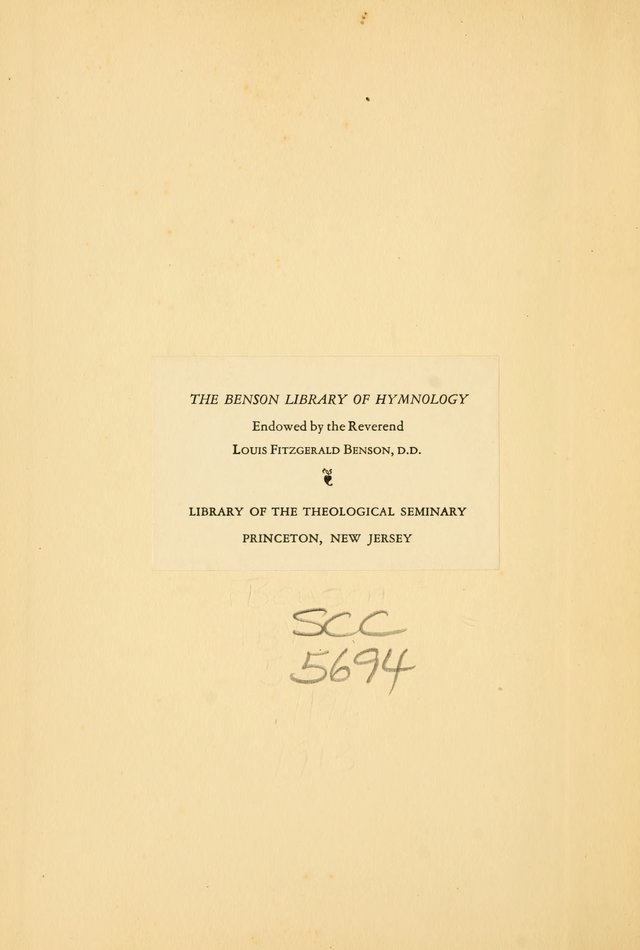 THE BENSON LIBRARY OF HYMNOLOGY
Endowed by the Reverend
LOUIS FITZGERALD BENSON, D.D.
LIBRARY OF THE THEOLOGICAL SEMINARY
PRINCETON, NEW JERSEY
Benson
SCC
5694